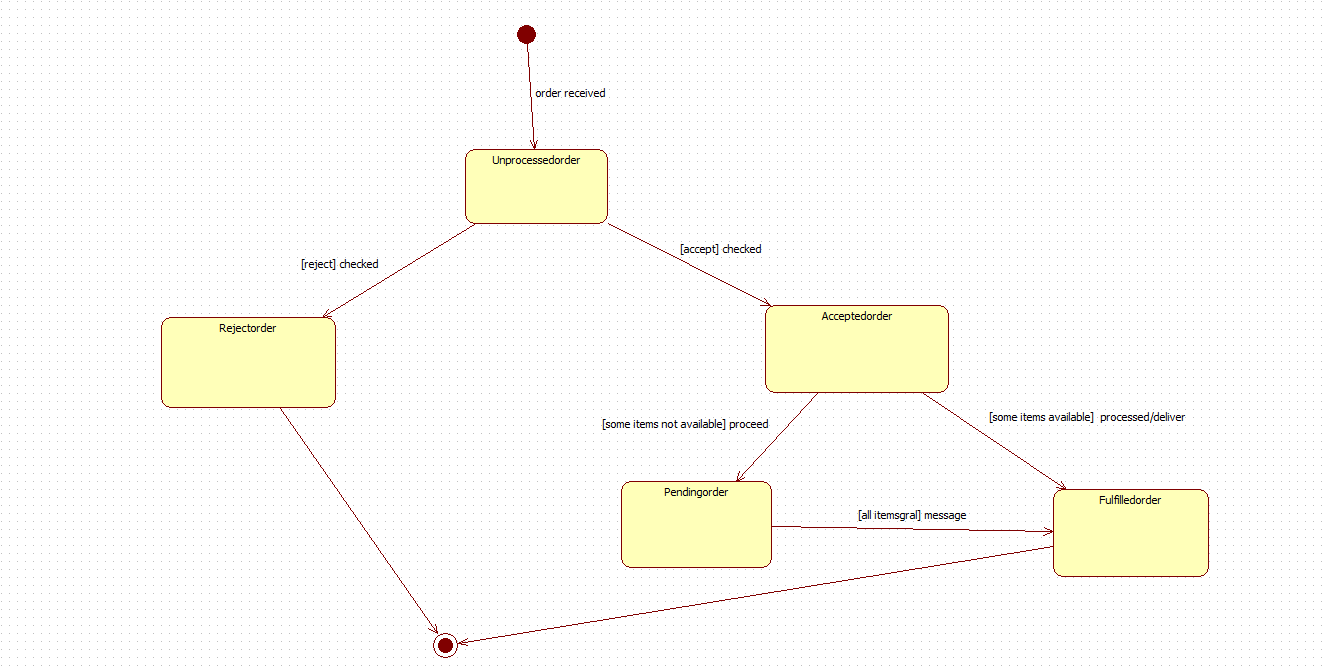 order received
Unprocessedorder
[accept] checked
[reject] checked
Acceptedorder
Rejectorder
[some items available]  processed/deliver
[some items not available] proceed
Pendingorder
Fulfilledorder
[all itemsgral] message